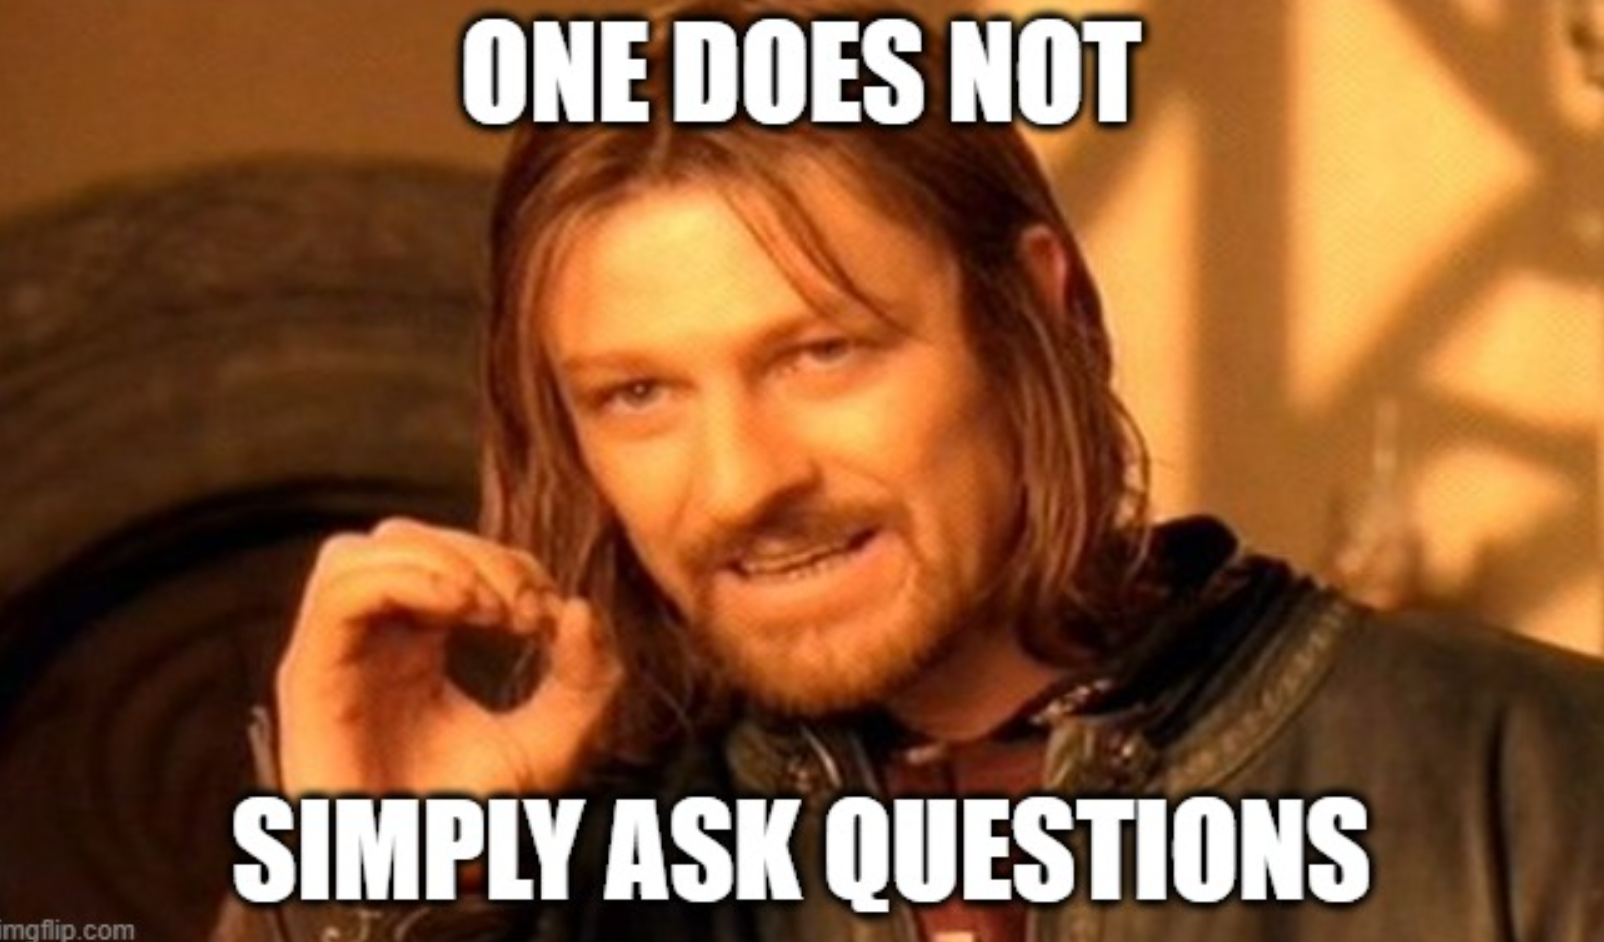 ONE DOES NOT
SIMPLY ASK QUESTIONS
imgflip.com